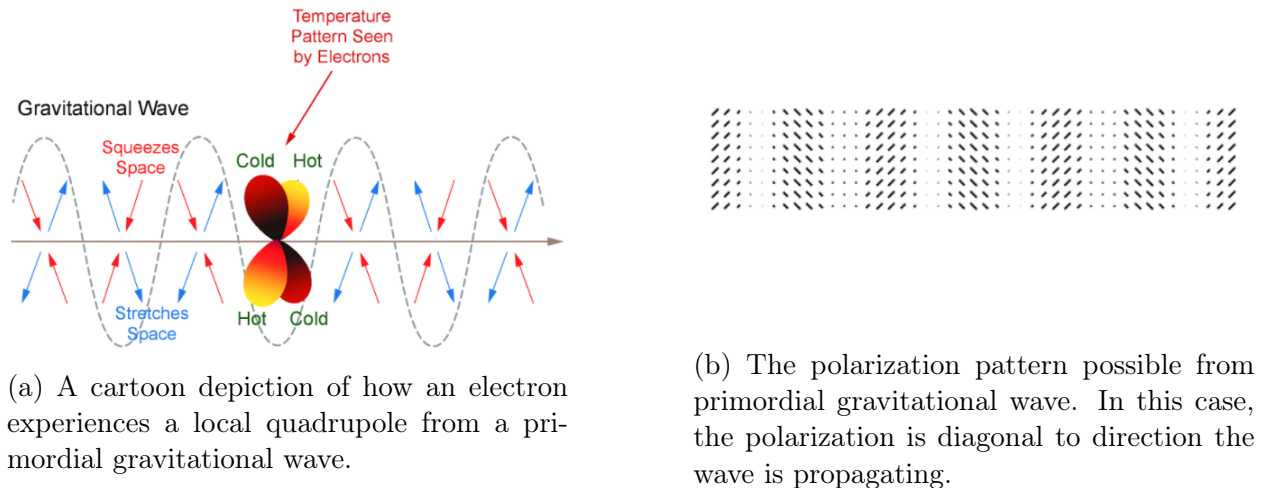 Temperature
Pattern Seen
by Electrons
Gravitational Wave
Squeezes
Space
Cold Hot
Stretches
Space
Hot Cold
(a) A cartoon depiction of how an electron
experiences a local quadrupole from a pri-
mordial gravitational wave.
(b) The polarization pattern possible from
primordial gravitational wave. In this case,
the polarization is diagonal to direction the
wave is propagating.